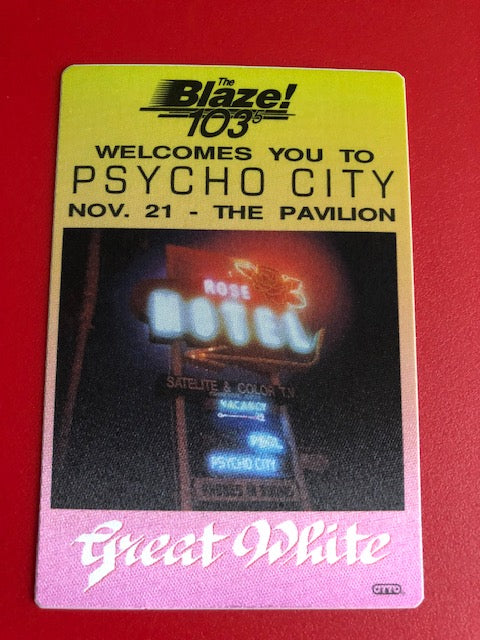 The
Blaze!
103.5
WELCOMES YOU TO
PSYCHO CITY
NOV. 21 - THE PAVILION
ROSE
MOTEL
SATELITE & COLOR T.V.
VACANCY
POOL
PSYCHO CITY
Great White
OTTO